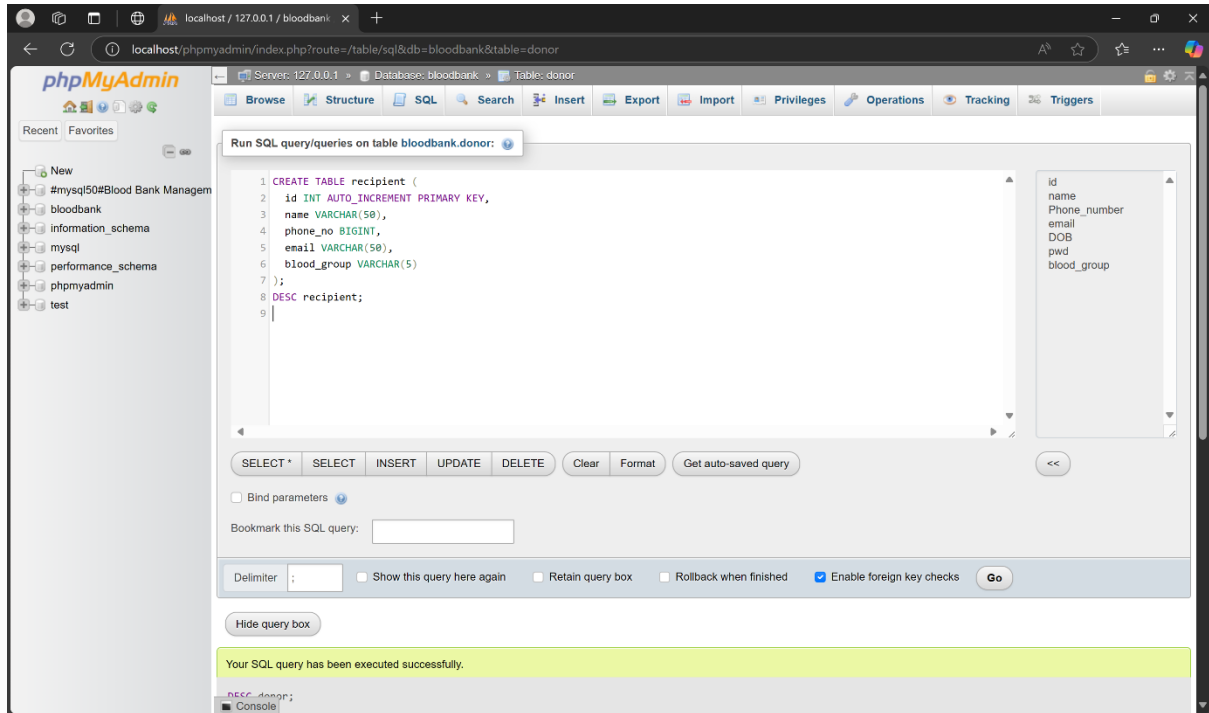 localhost / 127.0.0.1 / bloodbank
localhost/phpmyadmin/index.php?route=/table/sql&db=bloodbank&table=donor
phpMyAdmin
Recent Favorites
New
#mysql50#Blood Bank Managem
bloodbank
information_schema
mysql
performance_schema
phpmyadmin
test
Server: 127.0.0.1 » Database: bloodbank » Table: donor
Browse Structure SQL Search Insert Export Import Privileges Operations Tracking Triggers
Run SQL query/queries on table bloodbank.donor:
1 CREATE TABLE recipient (
2 id INT AUTO_INCREMENT PRIMARY KEY,
3 name VARCHAR(50),
4 phone_no BIGINT,
5 email VARCHAR(50),
6 blood_group VARCHAR(5)
7 );
8 DESC recipient;
9
id
name
Phone_number
email
DOB
pwd
blood_group
SELECT * SELECT INSERT UPDATE DELETE Clear Format Get auto-saved query <<
Bind parameters
Bookmark this SQL query:
Delimiter ; Show this query here again Retain query box Rollback when finished Enable foreign key checks Go
Hide query box
Your SQL query has been executed successfully.
DESC donor;
Console